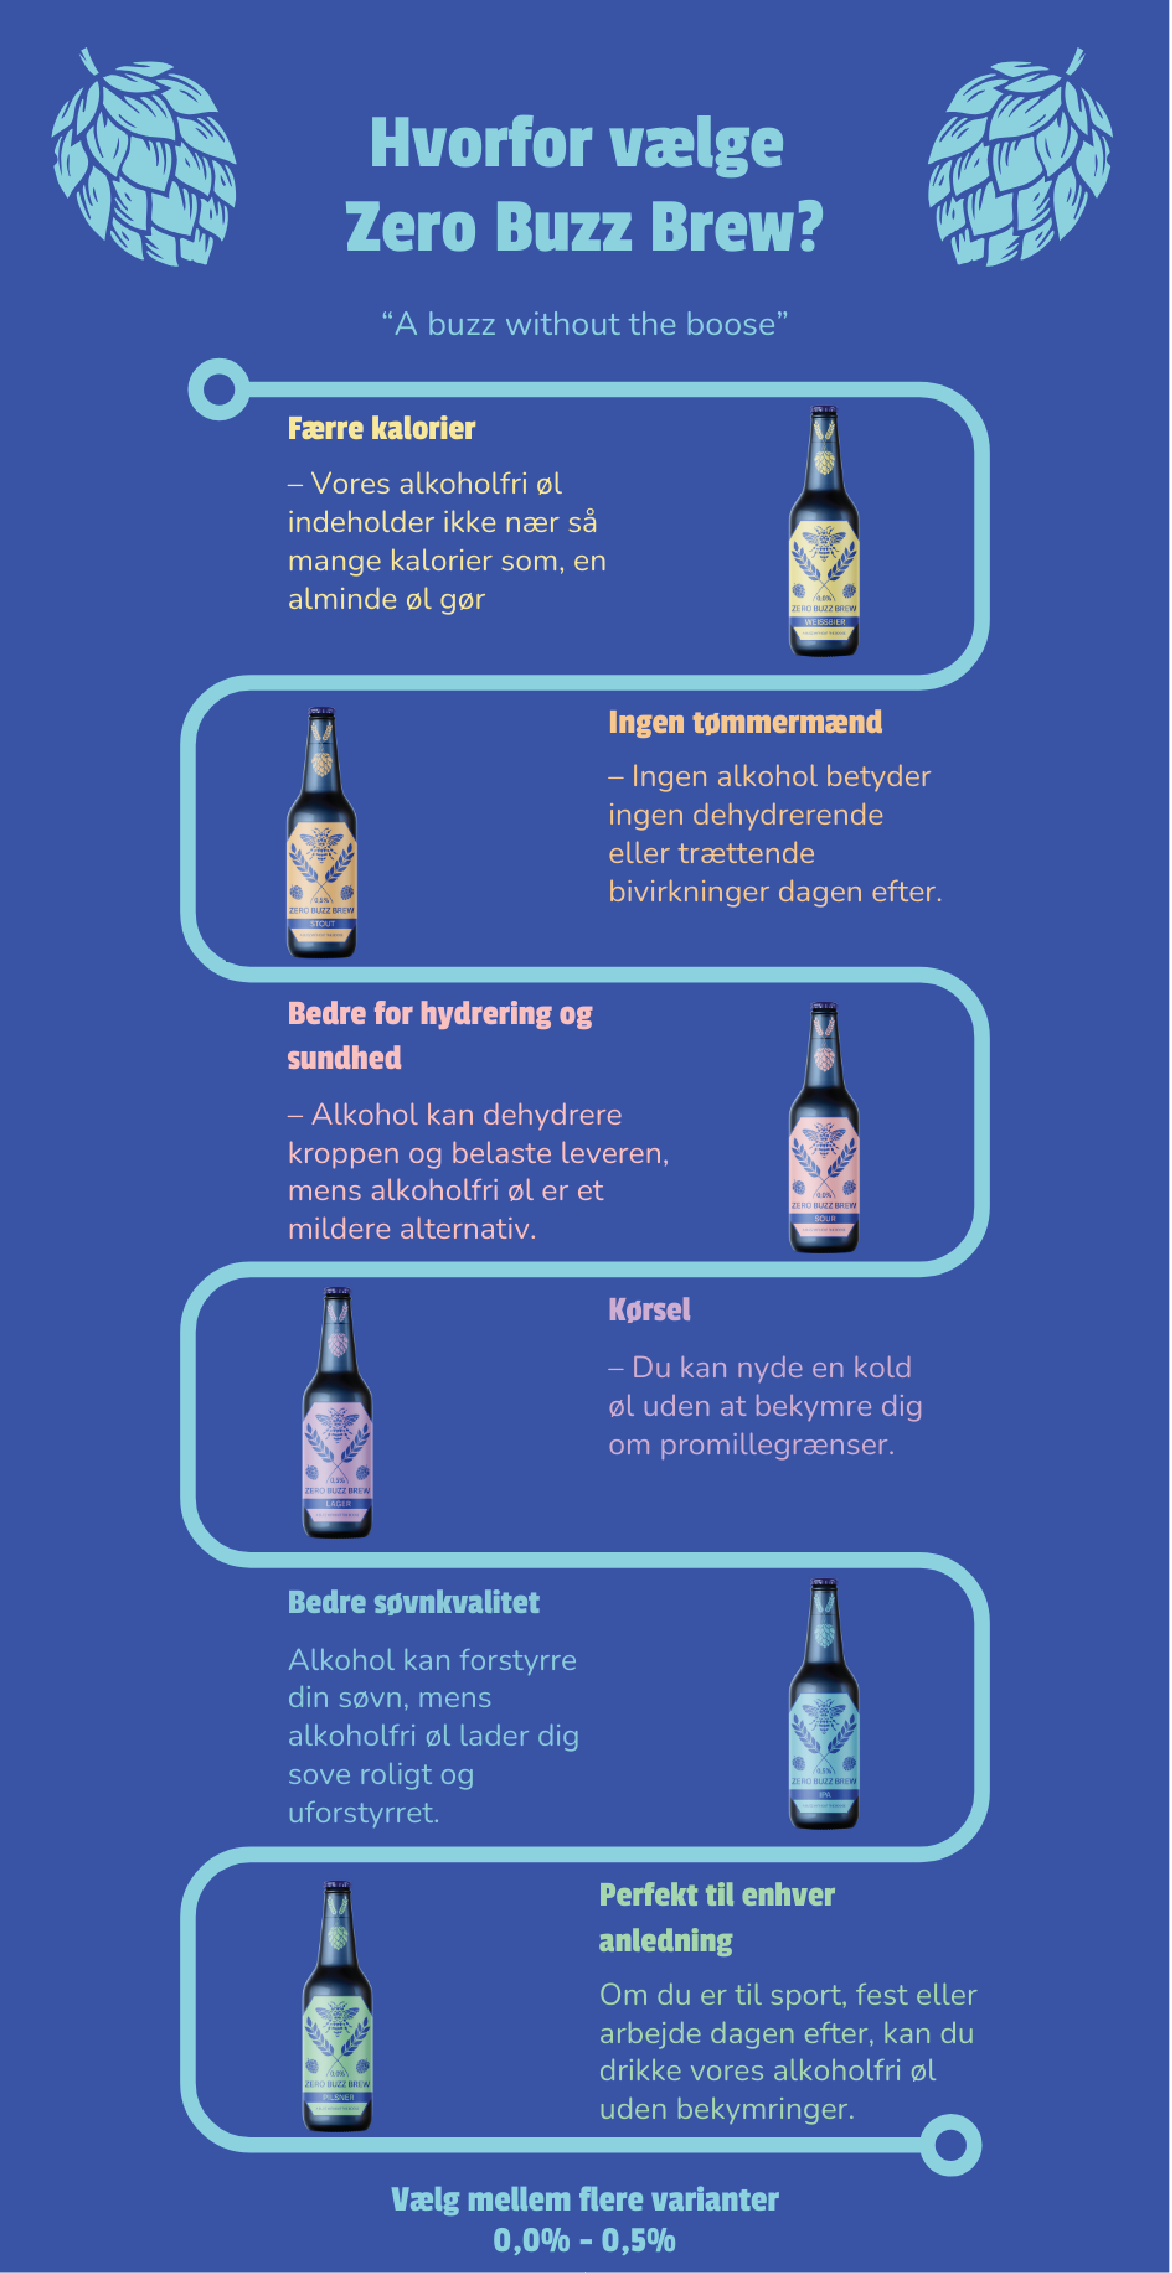 Hvorfor vælge
Zero Buzz Brew?
“A buzz without the boose”
Færre kalorier
– Vores alkoholfri øl
indeholder ikke nær så
mange kalorier som, en
alminde øl gør
0,0%
ZERO BUZZ BREW
WEISSBIER
Ingen tømmermænd
– Ingen alkohol betyder
ingen dehydrerende
eller trættende
bivirkninger dagen efter.
ZERO BUZZ BREW
STOUT
Bedre for hydrering og
sundhed
– Alkohol kan dehydrere
kroppen og belaste leveren,
mens alkoholfri øl er et
mildere alternativ.
0,0%
ZERO BUZZ BREW
SOUR
Kørsel
– Du kan nyde en kold
øl uden at bekymre dig
om promillegrænser.
0,5%
ZERO BUZZ BREW
LAGER
Bedre søvnkvalitet
Alkohol kan forstyrre
din søvn, mens
alkoholfri øl lader dig
sove roligt og
uforstyrret.
0,5%
ZERO BUZZ BREW
IPA
Perfekt til enhver
anledning
Om du er til sport, fest eller
arbejde dagen efter, kan du
drikke vores alkoholfri øl
uden bekymringer.
0,0%
ZERO BUZZ BREW
PILSNER
Vælg mellem flere varianter
0,0% - 0,5%